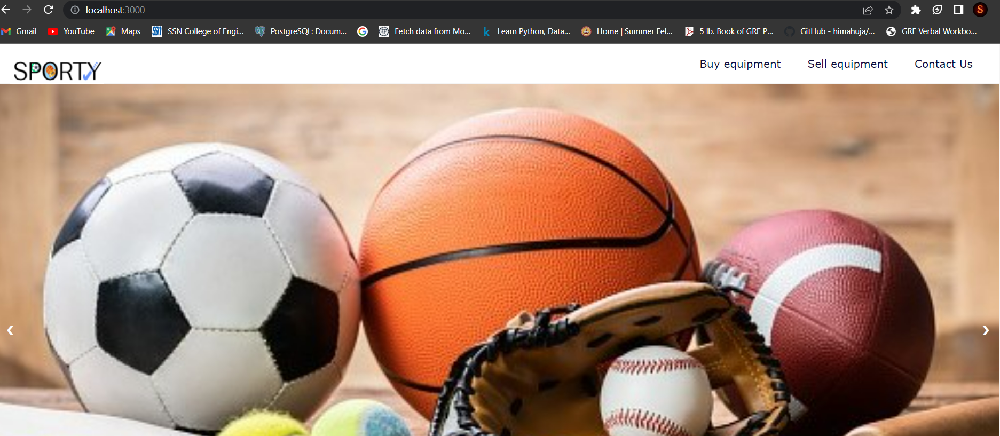 localhost:3000
Gmail YouTube Maps SSN College of Engi... PostgreSQL: Docum... Fetch data from Mo... Learn Python, Data... Home | Summer Fel... 5 lb. Book of GRE P... GitHub - himahuja/... GRE Verbal Workbo...
SPORTY Buy equipment Sell equipment Contact Us